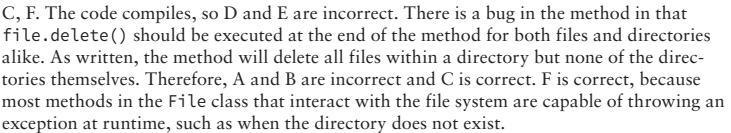 C, F. The code compiles, so D and E are incorrect. There is a bug in the method in that
file.delete() should be executed at the end of the method for both files and directories
alike. As written, the method will delete all files within a directory but none of the direc-
tories themselves. Therefore, A and B are incorrect and C is correct. F is correct, because
most methods in the File class that interact with the file system are capable of throwing an
exception at runtime, such as when the directory does not exist.